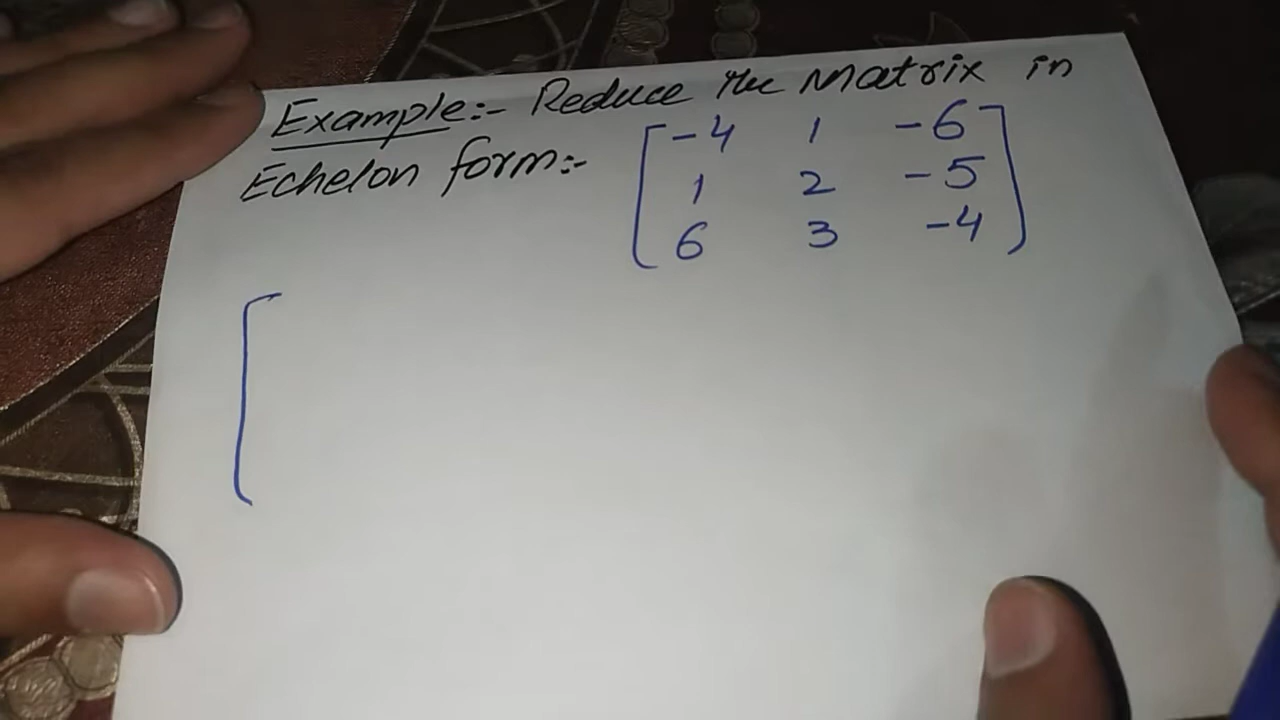 Example:- Reduce the Matrix in
Echelon form:- [-4 1 -6
1 2 -5
6 3 -4]
[